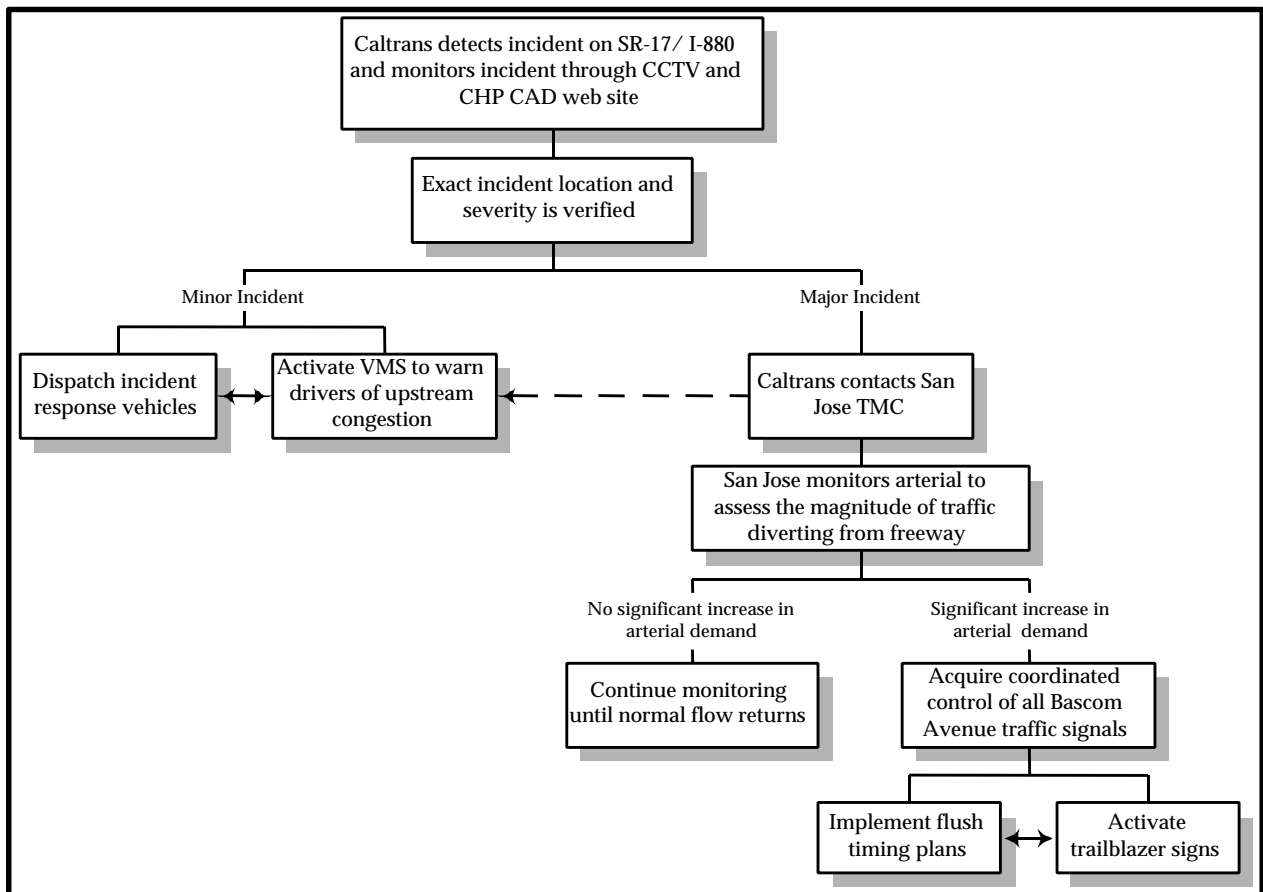 Caltrans detects incident on SR-17/ I-880
and monitors incident through CCTV and
CHP CAD web site
Exact incident location and
severity is verified
Minor Incident
Major Incident
Dispatch incident
response vehicles
Activate VMS to warn
drivers of upstream
congestion
Caltrans contacts San
Jose TMC
San Jose monitors arterial to
assess the magnitude of traffic
diverting from freeway
No significant increase in
arterial demand
Significant increase in
arterial demand
Continue monitoring
until normal flow returns
Acquire coordinated
control of all Bascom
Avenue traffic signals
Implement flush
timing plans
Activate
trailblazer signs